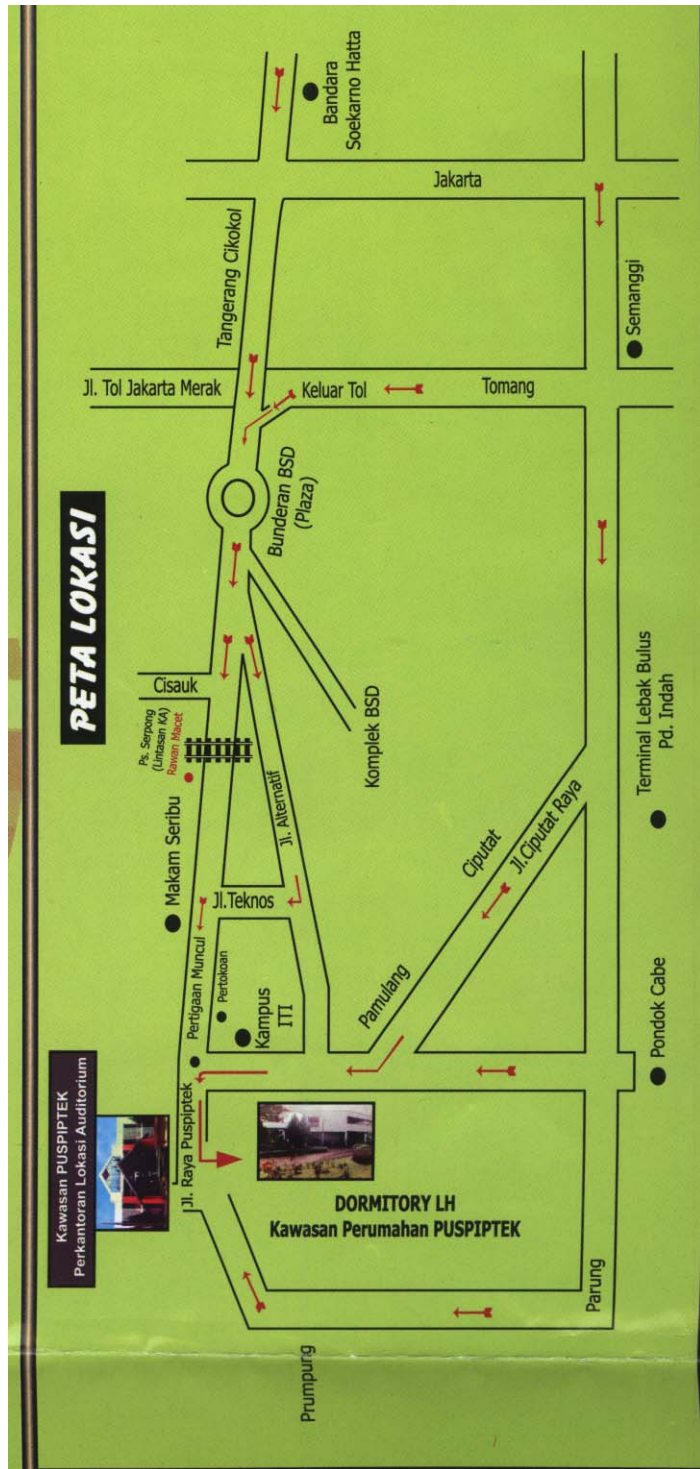 PETA LOKASI
Kawasan PUSPIPTEK
Perkantoran Lokasi Auditorium
Jl. Raya Puspiptek
Pertigaan Muncul
Pertokoan
Kampus
ITI
Makam Seribu
Ps. Serpong
(Lintasan KA)
Rawan Macet
Cisauk
Jl.Teknos
Jl. Alternatif
Komplek BSD
Bunderan BSD
(Plaza)
Jl. Tol Jakarta Merak
Tangerang Cikokol
Keluar Tol
Tomang
Bandara
Soekarno Hatta
Jakarta
Semanggi
DORMITORY LH
Kawasan Perumahan PUSPIPTEK
Prumpung
Parung
Pamulang
Ciputat
Jl.Ciputat Raya
Pondok Cabe
Terminal Lebak Bulus
Pd. Indah